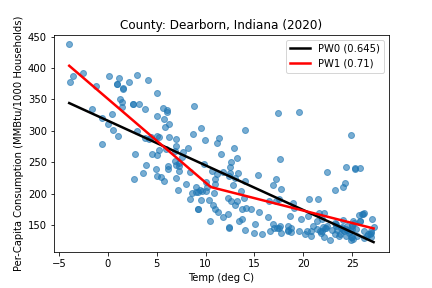 County: Dearborn, Indiana (2020)
Per-Capita Consumption (MMBtu/1000 Households)
450
400
350
300
250
200
150
PW0 (0.645)
PW1 (0.71)
−5 0 5 10 15 20 25
Temp (deg C)